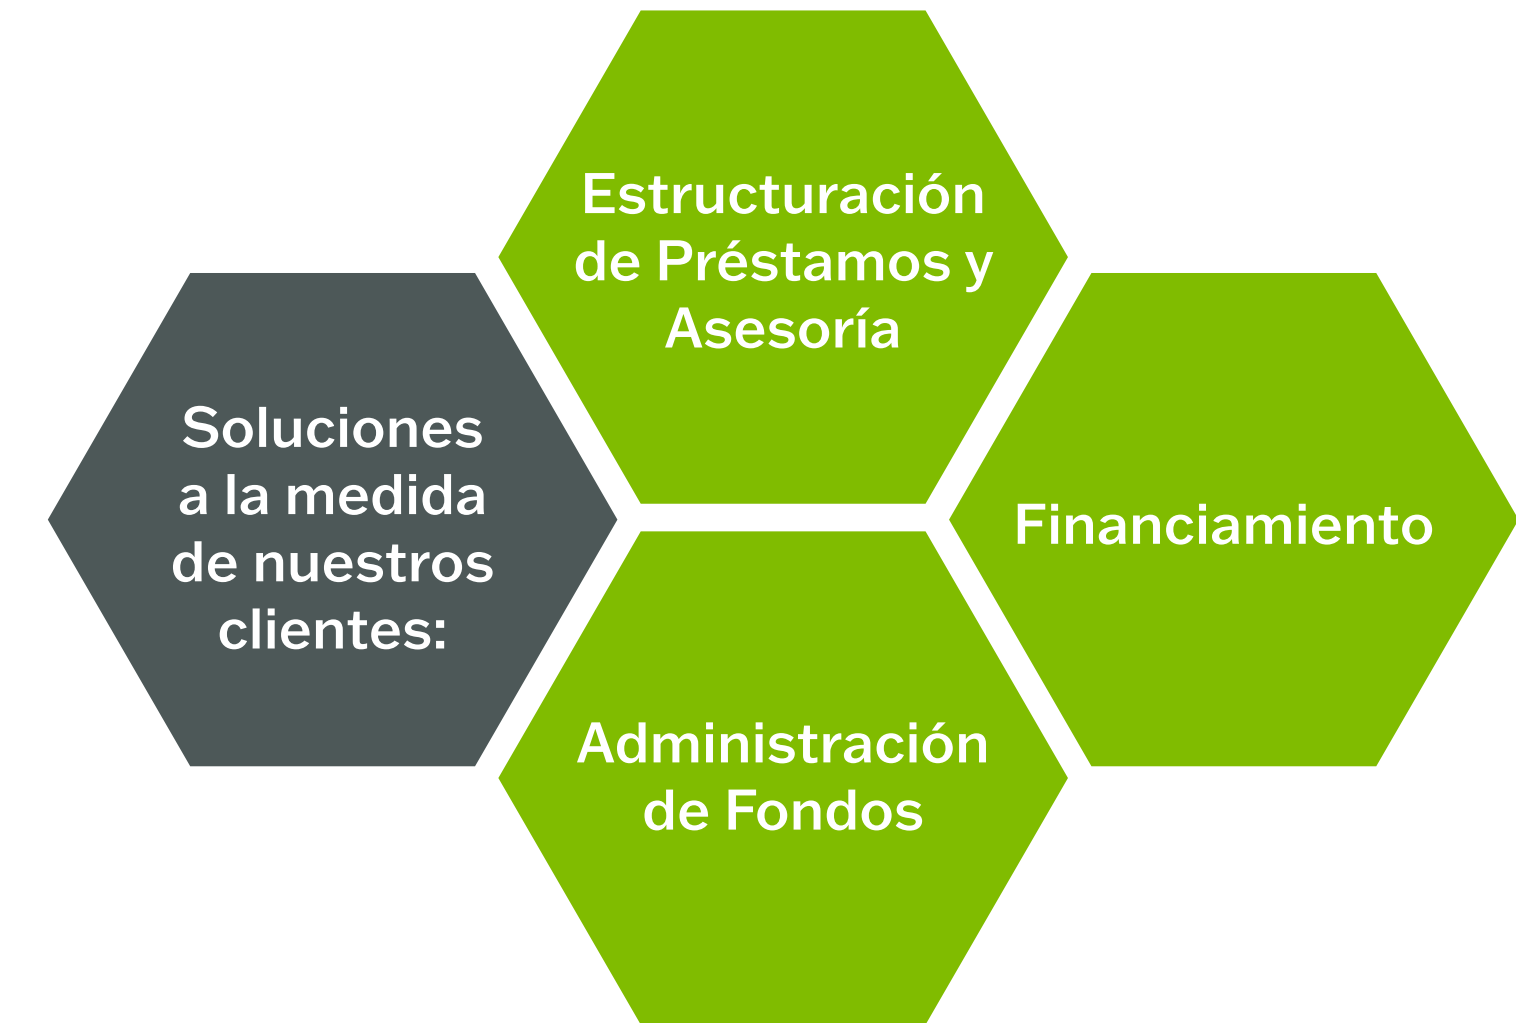 Soluciones
a la medida
de nuestros
clientes:
Estructuración
de Préstamos y
Asesoría
Financiamiento
Administración
de Fondos